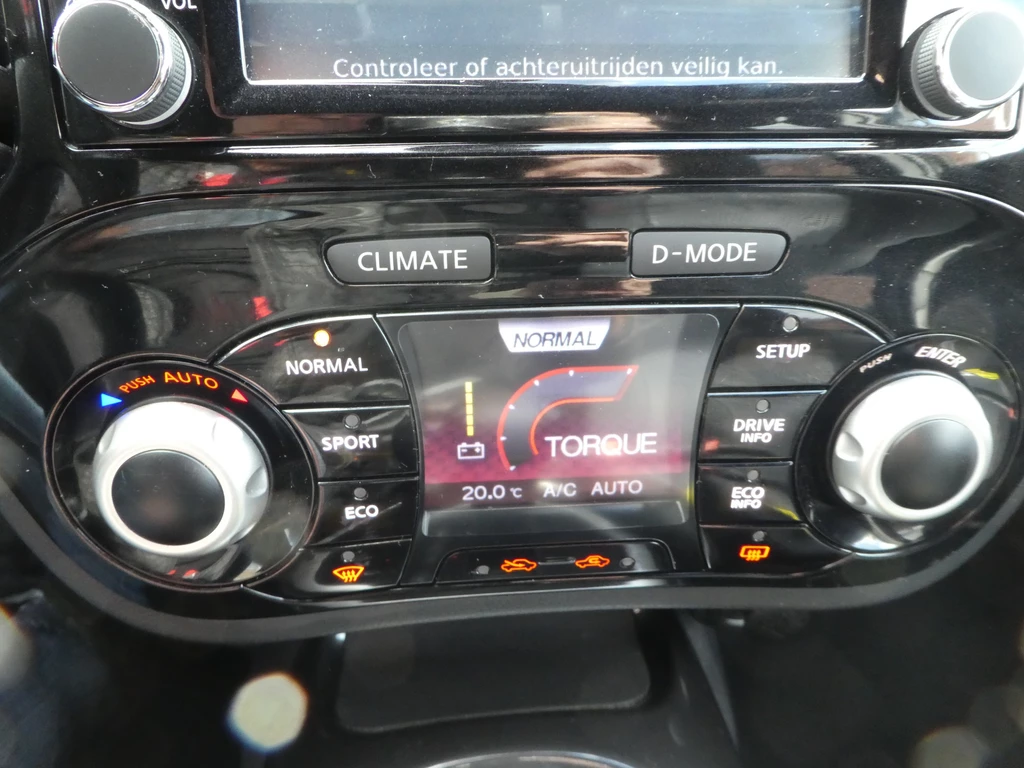 VOL
Controleer of achteruitrijden veilig kan.
CLIMATE
D-MODE
NORMAL
NORMAL
SETUP
PUSH AUTO
PUSH ENTER
SPORT
TORQUE
DRIVE
INFO
ECO
20.0 °C A/C AUTO
ECO
INFO